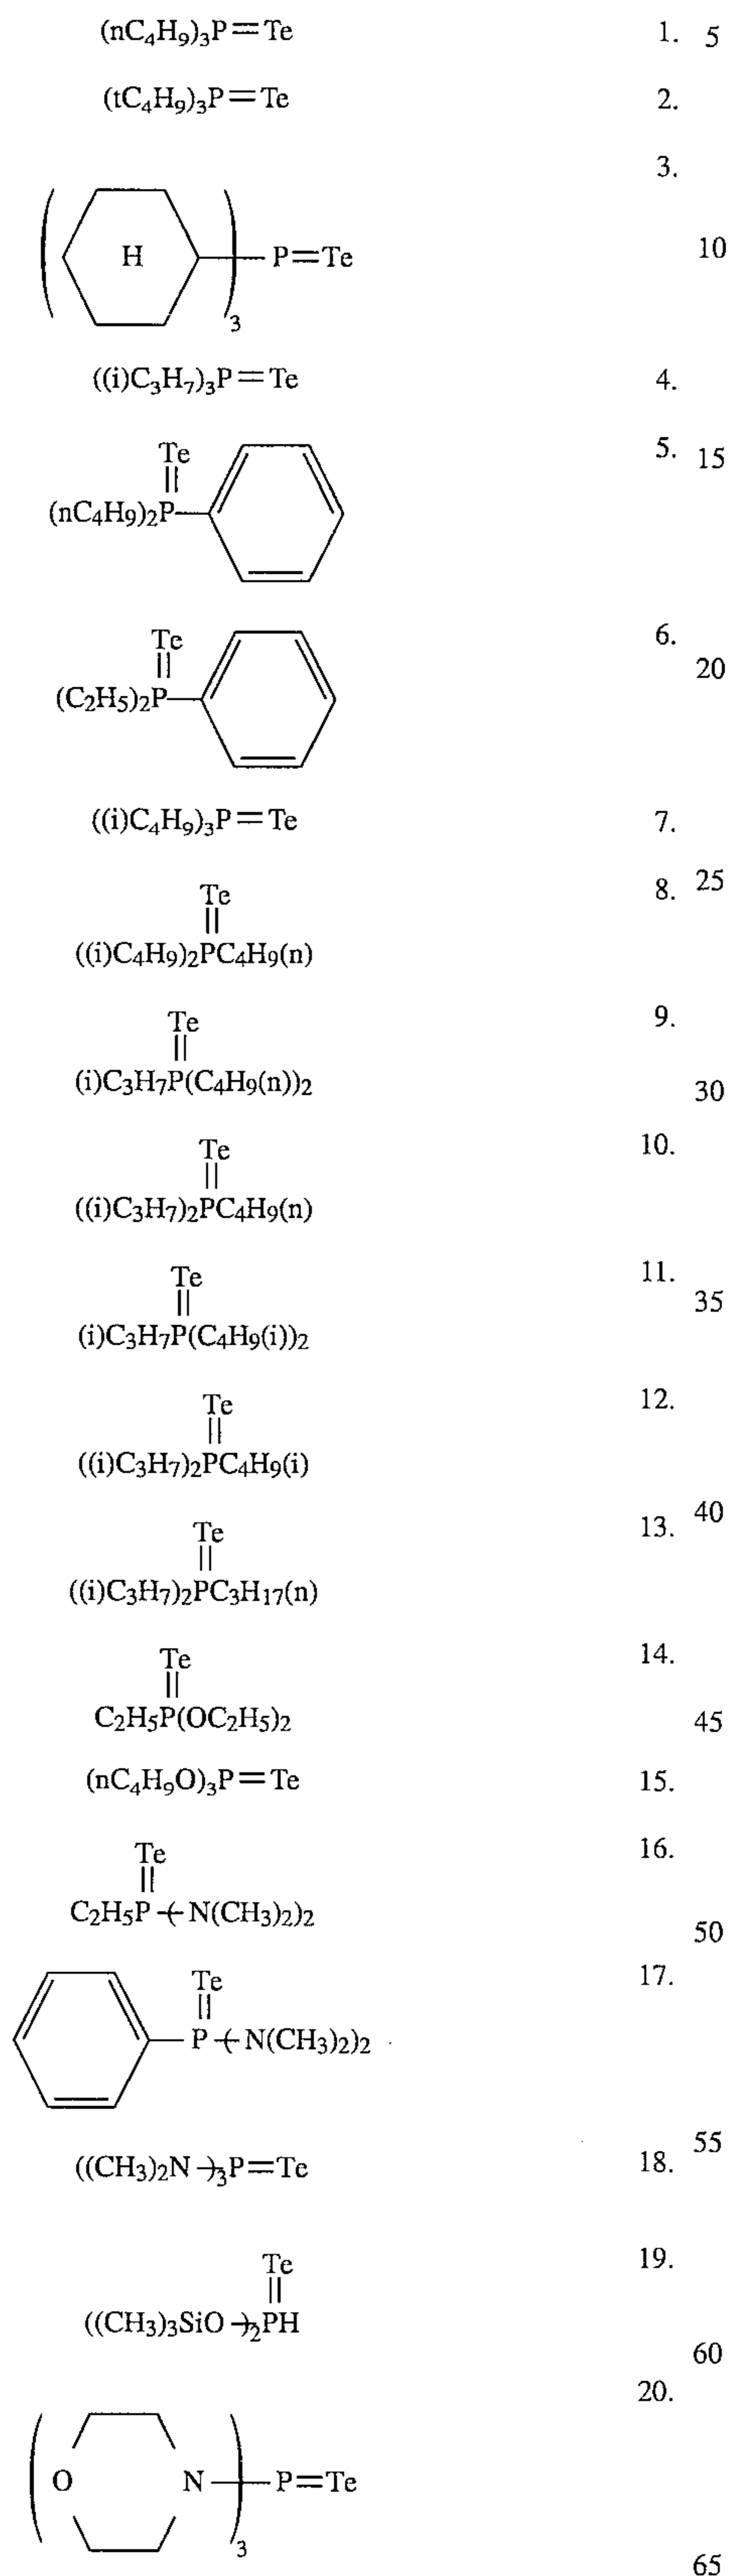 (nC4H9)3P=Te 1. 5
(tC4H9)3P=Te 2.
3.
( H )3 P=Te 10
((i)C3H7)3P=Te 4.
Te 5. 15
||
(nC4H9)2P
Te 6.
|| 20
(C2H5)2P
((i)C4H9)3P=Te 7.
Te 8. 25
||
((i)C4H9)2PC4H9(n)
Te 9.
||
(i)C3H7P(C4H9(n))2 30
Te 10.
||
((i)C3H7)2PC4H9(n)
Te 11.
|| 35
(i)C3H7P(C4H9(i))2
Te 12.
||
((i)C3H7)2PC4H9(i)
40
Te 13.
||
((i)C3H7)2PC3H17(n)
Te 14.
||
C2H5P(OC2H5)2 45
(nC4H9O)3P=Te 15.
Te 16.
||
C2H5P-(-N(CH3)2)2 50
Te 17.
||
P-(-N(CH3)2)2
55
((CH3)2N-)-3P=Te 18.
Te 19.
||
((CH3)3SiO-)-2PH
60
20.
( O N )3 P=Te
65